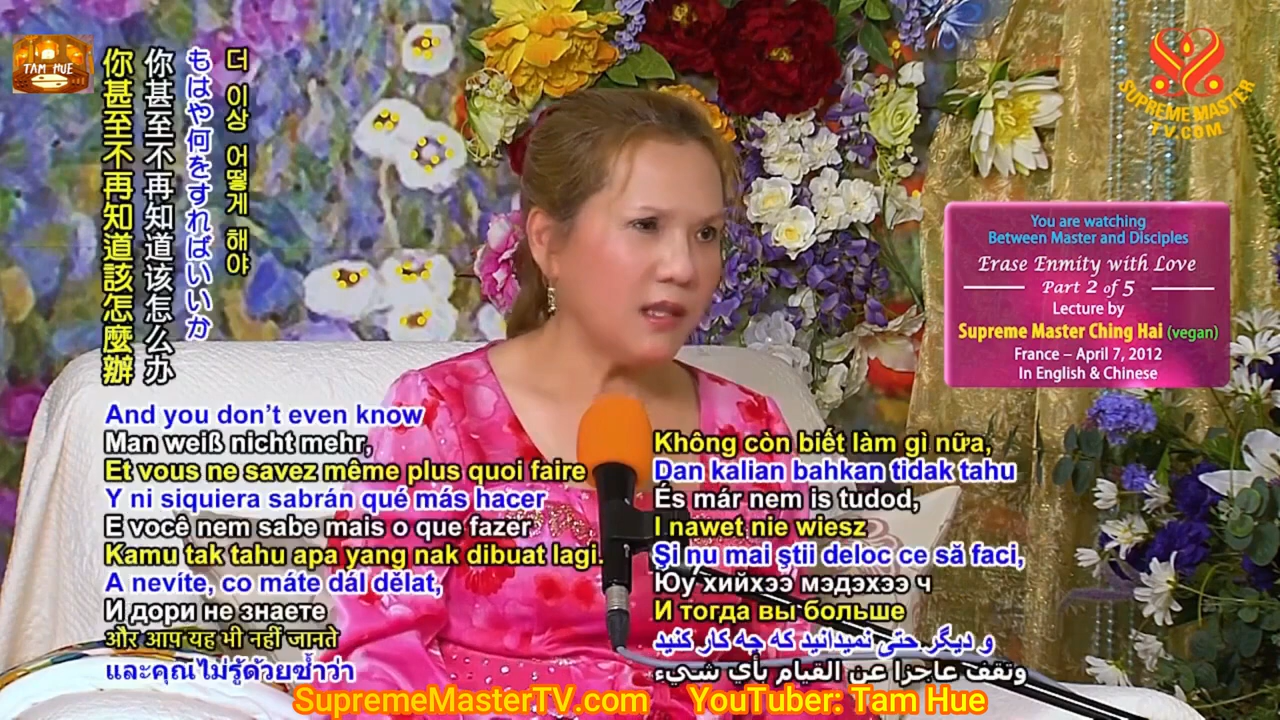 TAM HUE
더 이상 어떻게 해야
もはや何をすればいいか
你甚至不再知道该怎么办
你甚至不再知道該怎麼辦
SUPREME MASTER
TV.COM
You are watching
Between Master and Disciples
Erase Enmity with Love
Part 2 of 5
Lecture by
Supreme Master Ching Hai (vegan)
France – April 7, 2012
In English & Chinese
And you don't even know
Man weiß nicht mehr,
Et vous ne savez même plus quoi faire
Y ni siquiera sabrán qué más hacer
E você nem sabe mais o que fazer
Kamu tak tahu apa yang nak dibuat lagi.
A nevíte, co máte dál dělat,
И дори не знаете
और आप यह भी नहीं जानते
และคุณไม่รู้ด้วยซ้ำว่า
Không còn biết làm gì nữa,
Dan kalian bahkan tidak tahu
És már nem is tudod,
I nawet nie wiesz
Şi nu mai ştii deloc ce să faci,
Юу хийхээ мэдэхээ ч
И тогда вы больше
و دیگر حتی نمیدانید که چه کار کنید
وتقف عاجزا عن القيام بأي شيء
SupremeMasterTV.com YouTuber: Tam Hue